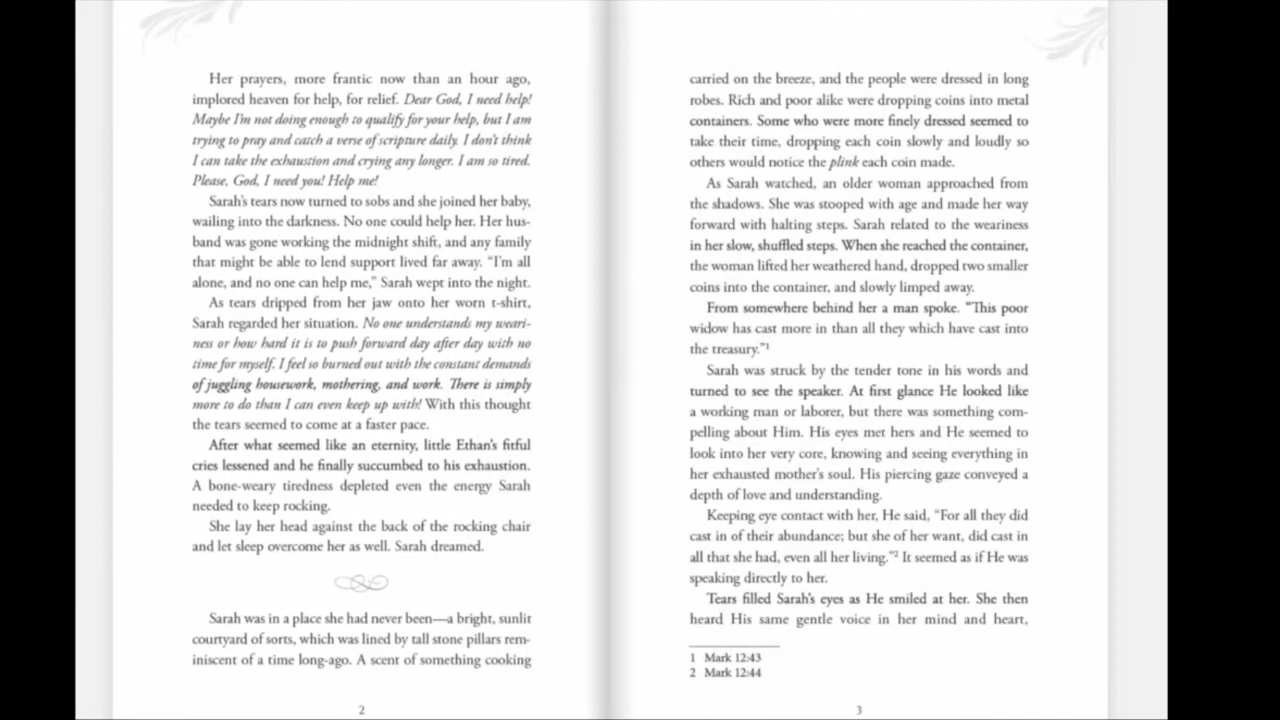 Her prayers, more frantic now than an hour ago,
implored heaven for help, for relief. Dear God, I need help!
Maybe I'm not doing enough to qualify for your help, but I am
trying to pray and catch a verse of scripture daily. I don't think
I can take the exhaustion and crying any longer. I am so tired.
Please, God, I need you! Help me!
Sarah's tears now turned to sobs and she joined her baby,
wailing into the darkness. No one could help her. Her hus-
band was gone working the midnight shift, and any family
that might be able to lend support lived far away. “I'm all
alone, and no one can help me,” Sarah wept into the night.
As tears dripped from her jaw onto her worn t-shirt,
Sarah regarded her situation. No one understands my weari-
ness or how hard it is to push forward day after day with no
time for myself. I feel so burned out with the constant demands
of juggling housework, mothering, and work. There is simply
more to do than I can even keep up with! With this thought
the tears seemed to come at a faster pace.
After what seemed like an eternity, little Ethan's fitful
cries lessened and he finally succumbed to his exhaustion.
A bone-weary tiredness depleted even the energy Sarah
needed to keep rocking.
She lay her head against the back of the rocking chair
and let sleep overcome her as well. Sarah dreamed.
Sarah was in a place she had never been—a bright, sunlit
courtyard of sorts, which was lined by tall stone pillars rem-
iniscent of a time long-ago. A scent of something cooking
2
carried on the breeze, and the people were dressed in long
robes. Rich and poor alike were dropping coins into metal
containers. Some who were more finely dressed seemed to
take their time, dropping each coin slowly and loudly so
others would notice the plink each coin made.
As Sarah watched, an older woman approached from
the shadows. She was stooped with age and made her way
forward with halting steps. Sarah related to the weariness
in her slow, shuffled steps. When she reached the container,
the woman lifted her weathered hand, dropped two smaller
coins into the container, and slowly limped away.
From somewhere behind her a man spoke. “This poor
widow has cast more in than all they which have cast into
the treasury.”1
Sarah was struck by the tender tone in his words and
turned to see the speaker. At first glance He looked like
a working man or laborer, but there was something com-
pelling about Him. His eyes met hers and He seemed to
look into her very core, knowing and seeing everything in
her exhausted mother's soul. His piercing gaze conveyed a
depth of love and understanding.
Keeping eye contact with her, He said, “For all they did
cast in of their abundance; but she of her want, did cast in
all that she had, even all her living.”2 It seemed as if He was
speaking directly to her.
Tears filled Sarah's eyes as He smiled at her. She then
heard His same gentle voice in her mind and heart,
1 Mark 12:43
2 Mark 12:44
3